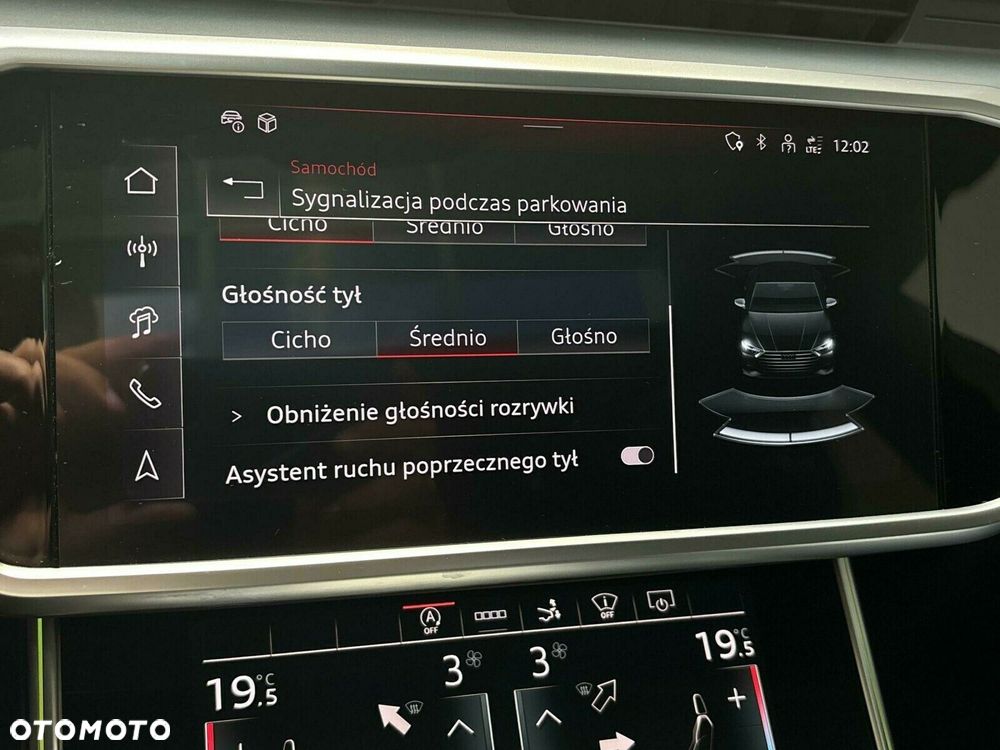 12:02
LTE
Samochód
Sygnalizacja podczas parkowania
Cicho Średnio Głośno
Głośność tył
Cicho Średnio Głośno
> Obniżenie głośności rozrywki
Asystent ruchu poprzecznego tył
A
OFF
OFF
19.5 °C
3
3
19.5 °C
+
OTOMOTO